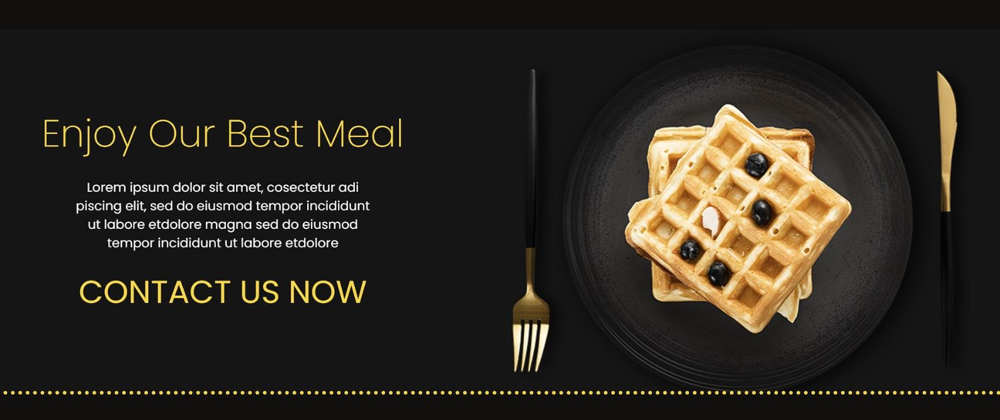 Enjoy Our Best Meal
Lorem ipsum dolor sit amet, cosectetur adi
piscing elit, sed do eiusmod tempor incididunt
ut labore etdolore magna sed do eiusmod
tempor incididunt ut labore etdolore
CONTACT US NOW